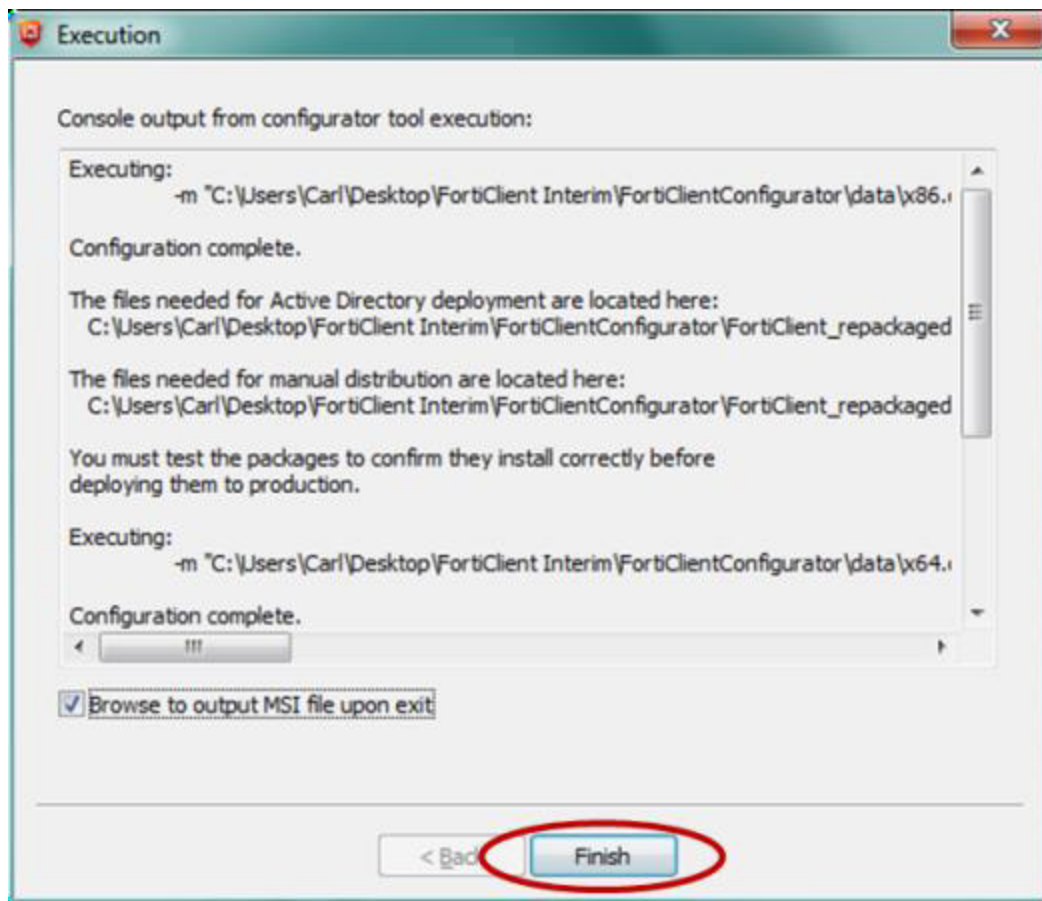 Execution
Console output from configurator tool execution:
Executing:
-m "C:\Users\Carl\Desktop\FortiClient Interim\FortiClientConfigurator\data\x86.
Configuration complete.
The files needed for Active Directory deployment are located here:
C:\Users\Carl\Desktop\FortiClient Interim\FortiClientConfigurator\FortiClient_repackaged
The files needed for manual distribution are located here:
C:\Users\Carl\Desktop\FortiClient Interim\FortiClientConfigurator\FortiClient_repackaged
You must test the packages to confirm they install correctly before
deploying them to production.
Executing:
-m "C:\Users\Carl\Desktop\FortiClient Interim\FortiClientConfigurator\data\x64.
Configuration complete.
Browse to output MSI file upon exit
< Back Finish